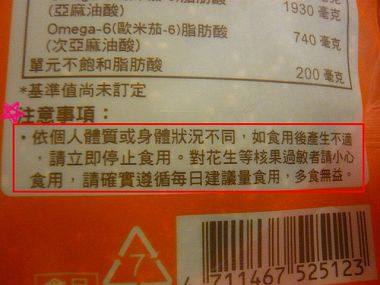 (亞麻油酸) 1930 毫克
Omega-6(歐米茄-6)脂肪酸 740 毫克
(次亞麻油酸)
單元不飽和脂肪酸 200 毫克
*基準值尚未訂定
注意事項：
·依個人體質或身體狀況不同，如食用後產生不適
，請立即停止食用。對花生等核果過敏者請小心
食用，請確實遵循每日建議量食用，多食無益。
7
4 711467 525123